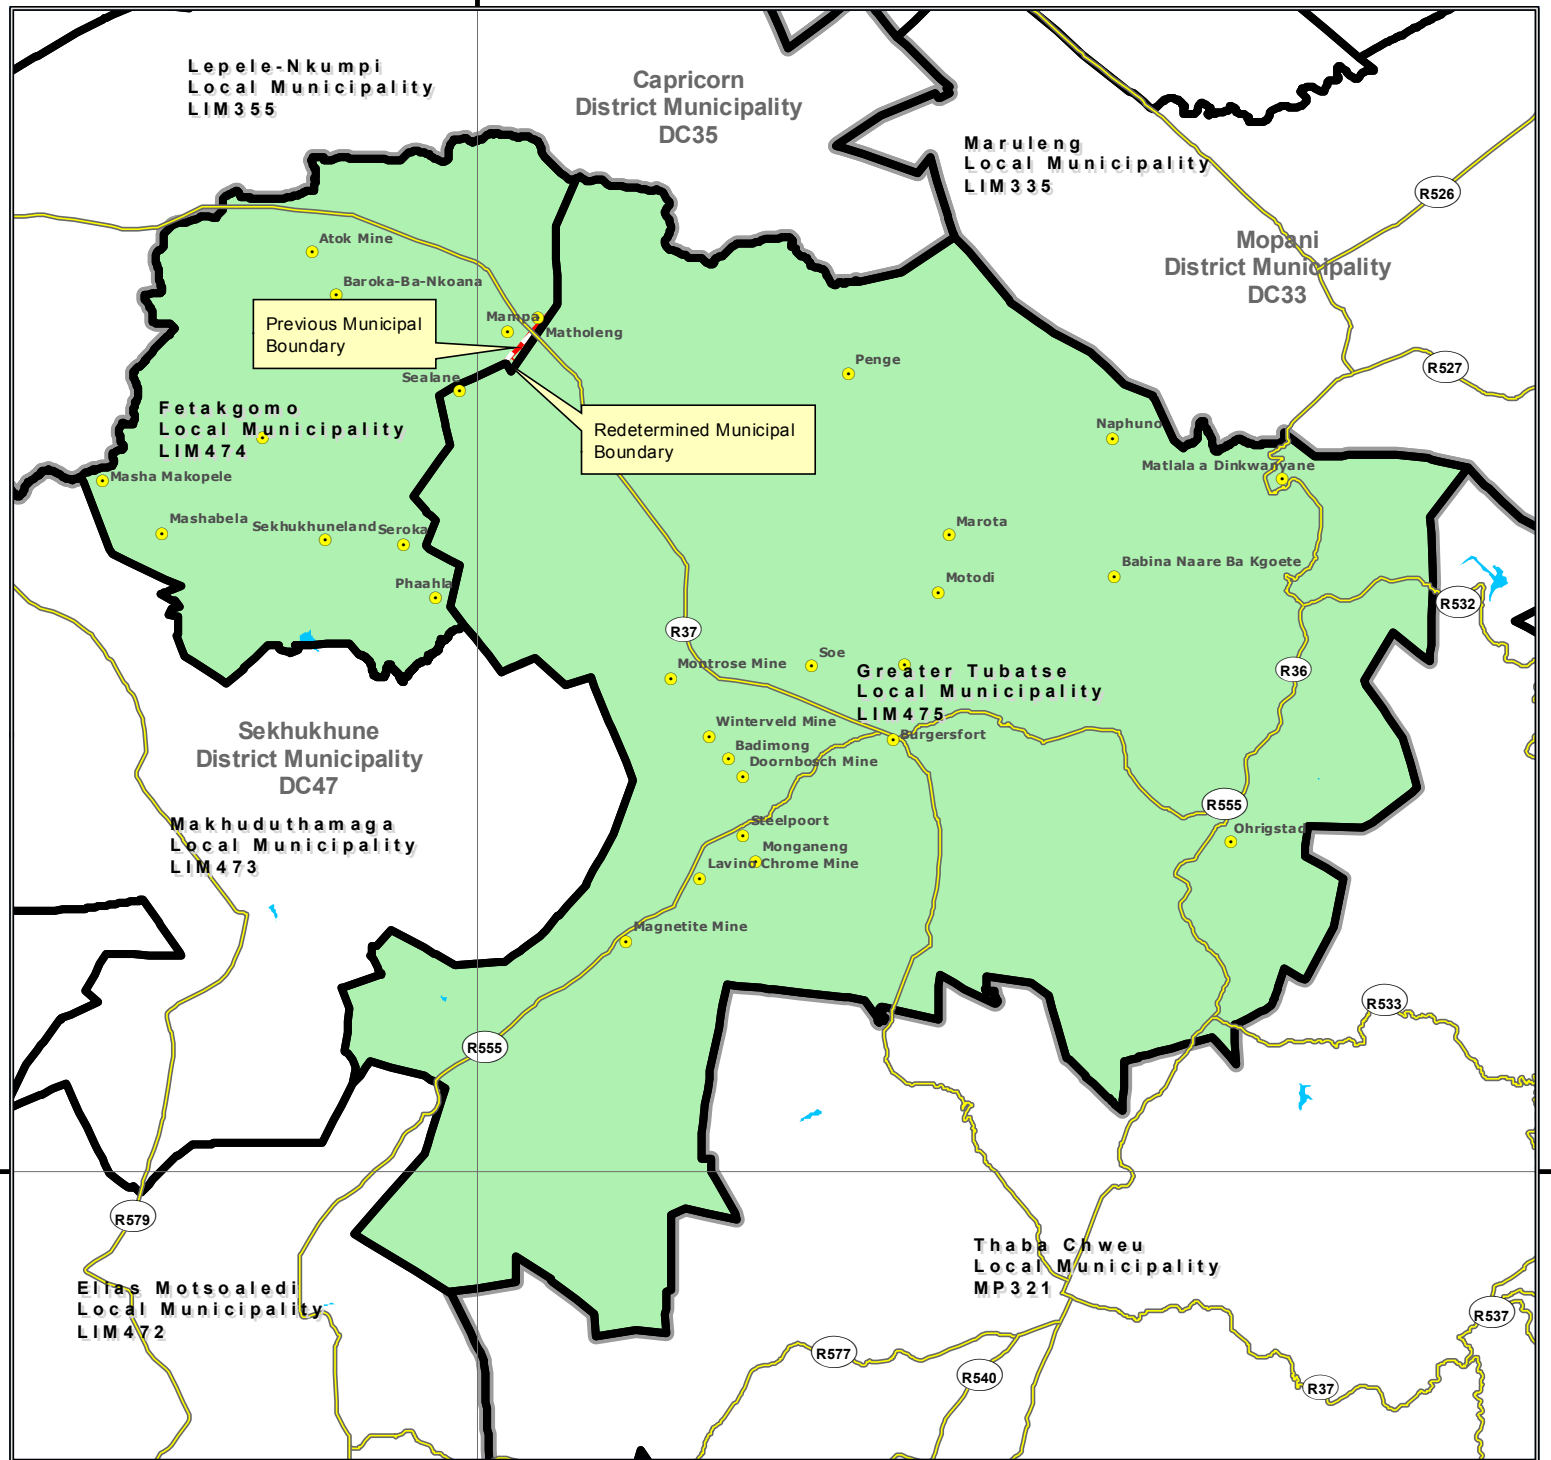 Lepele-Nkumpi
Local Municipality
LIM355
Capricorn
District Municipality
DC35
Maruleng
Local Municipality
LIM335
R526
Mopani
District Municipality
DC33
Atok Mine
Baroka-Ba-Nkoana
Previous Municipal
Boundary
Mampa
Matholeng
Penge
R527
Sealane
Fetakgomo
Local Municipality
LIM474
Redetermined Municipal
Boundary
Naphuno
Matlala a Dinkwanyane
Masha Makopele
Mashabela
Sekhukhuneland
Seroka
Marota
Babina Naare Ba Kgoete
Phaahla
Motodi
R532
R37
Soe
Montrose Mine
Greater Tubatse
Local Municipality
LIM475
R36
Winterveld Mine
Burgersfort
Badimong
Doornbosch Mine
Sekhukhune
District Municipality
DC47
R555
Ohrigstad
Makhuduthamaga
Local Municipality
LIM473
Steelpoort
Monganeng
Lavino Chrome Mine
Magnetite Mine
R533
R555
R579
Thaba Chweu
Local Municipality
MP321
Elias Motsoaledi
Local Municipality
LIM472
R537
R577
R540
R37